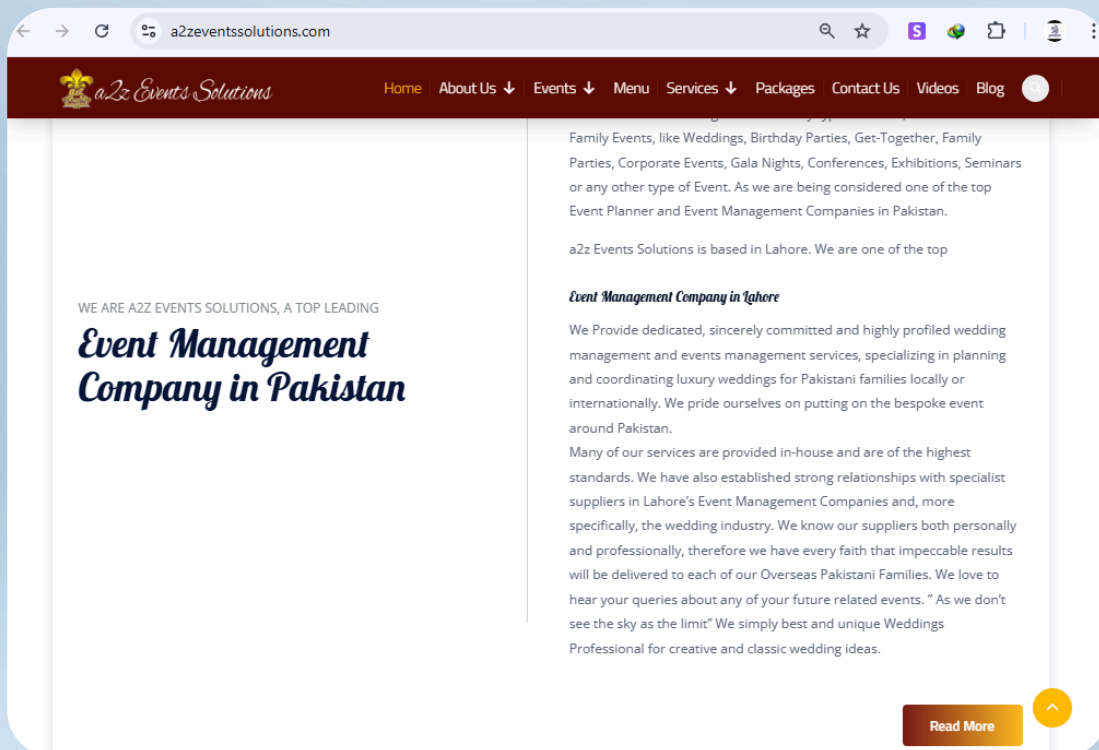 a2zeventssolutions.com
a2z Events Solutions
Home About Us Events Menu Services Packages Contact Us Videos Blog
WE ARE A2Z EVENTS SOLUTIONS, A TOP LEADING
Event Management
Company in Pakistan
Family Events, like Weddings, Birthday Parties, Get-Together, Family
Parties, Corporate Events, Gala Nights, Conferences, Exhibitions, Seminars
or any other type of Event. As we are being considered one of the top
Event Planner and Event Management Companies in Pakistan.
a2z Events Solutions is based in Lahore. We are one of the top
Event Management Company in Lahore
We Provide dedicated, sincerely committed and highly profiled wedding
management and events management services, specializing in planning
and coordinating luxury weddings for Pakistani families locally or
internationally. We pride ourselves on putting on the bespoke event
around Pakistan.
Many of our services are provided in-house and are of the highest
standards. We have also established strong relationships with specialist
suppliers in Lahore’s Event Management Companies and, more
specifically, the wedding industry. We know our suppliers both personally
and professionally, therefore we have every faith that impeccable results
will be delivered to each of our Overseas Pakistani Families. We love to
hear your queries about any of your future related events. ” As we don’t
see the sky as the limit” We simply best and unique Weddings
Professional for creative and classic wedding ideas.
Read More